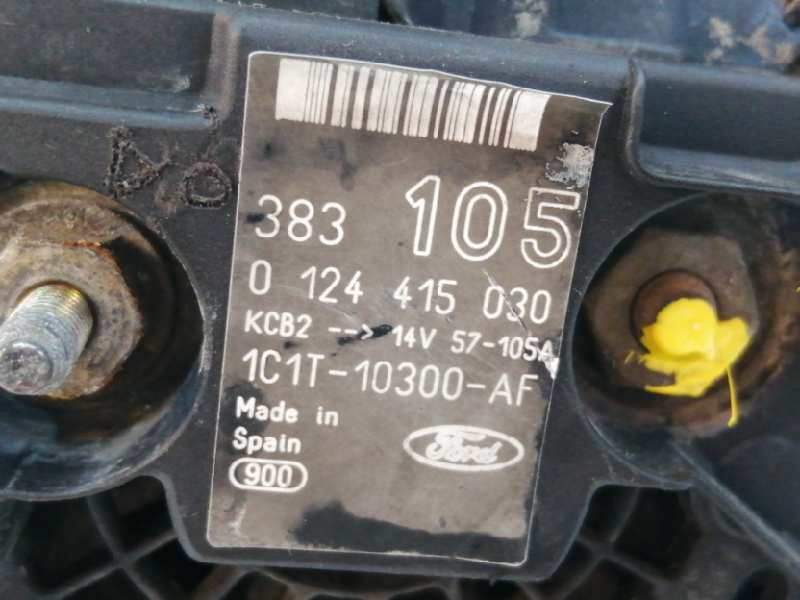 383 105
0 124 415 030
KCB2 --> 14V 57-105A
1C1T-10300-AF
Made in
Spain
900
Ford